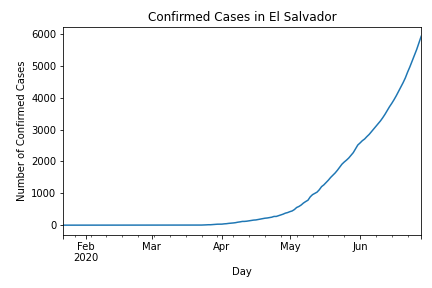 Confirmed Cases in El Salvador
6000
5000
4000
3000
2000
1000
0
Number of Confirmed Cases
Feb
2020
Mar
Apr
May
Jun
Day